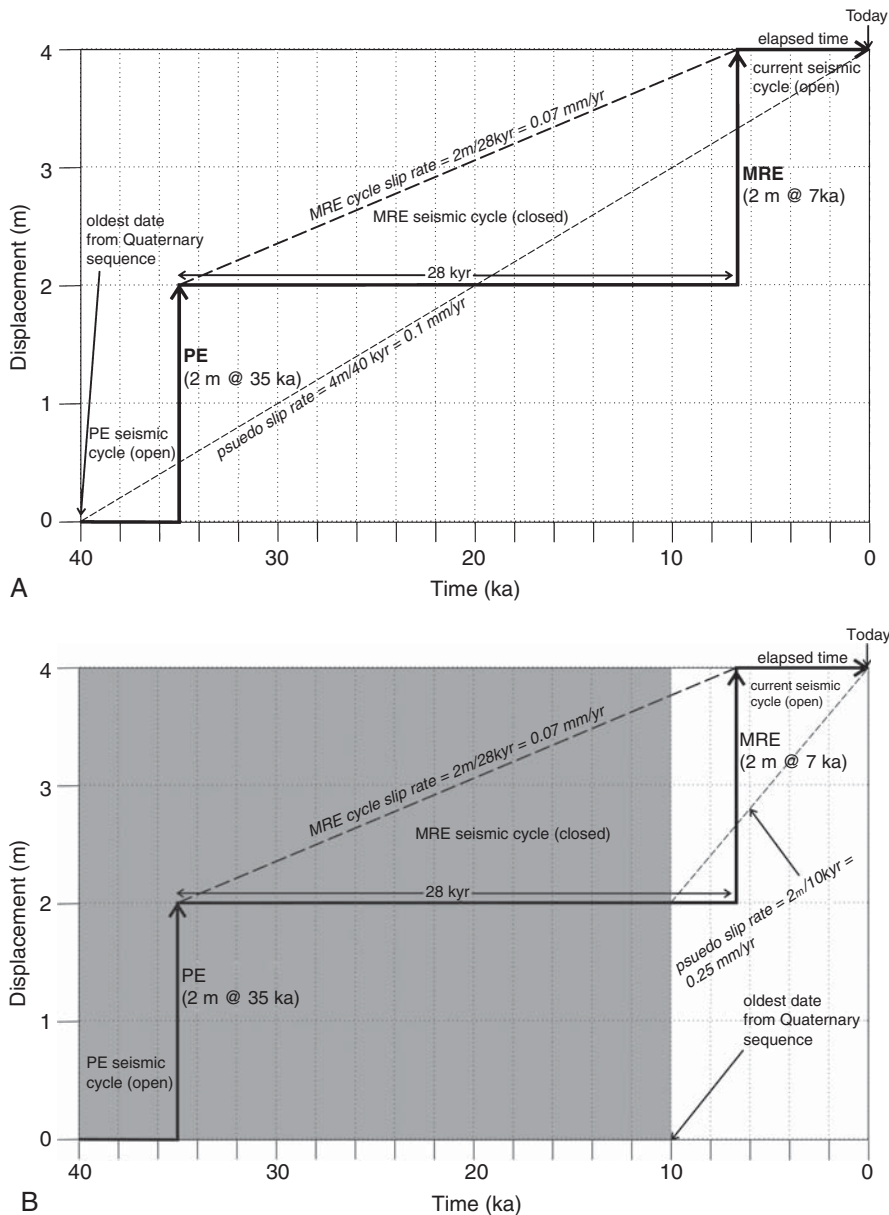 Today
4
elapsed time
current seismic
cycle (open)
MRE cycle slip rate = 2m/28kyr = 0.07 mm/yr
3
MRE
(2 m @ 7ka)
oldest date
from Quaternary
sequence
MRE seismic cycle (closed)
28 kyr
2
Displacement (m)
PE
(2 m @ 35 ka)
psuedo slip rate = 4m/40 kyr = 0.1 mm/yr
1
PE seismic
cycle (open)
0
40
30
20
10
0
A
Time (ka)
Today
4
elapsed time
current seismic
cycle (open)
MRE cycle slip rate = 2m/28kyr = 0.07 mm/yr
MRE
(2 m @ 7 ka)
3
MRE seismic cycle (closed)
28 kyr
2
psuedo slip rate = 2m/10kyr =
0.25 mm/yr
Displacement (m)
PE
(2 m @ 35 ka)
oldest date
from Quaternary
sequence
1
PE seismic
cycle (open)
0
40
30
20
10
0
B
Time (ka)